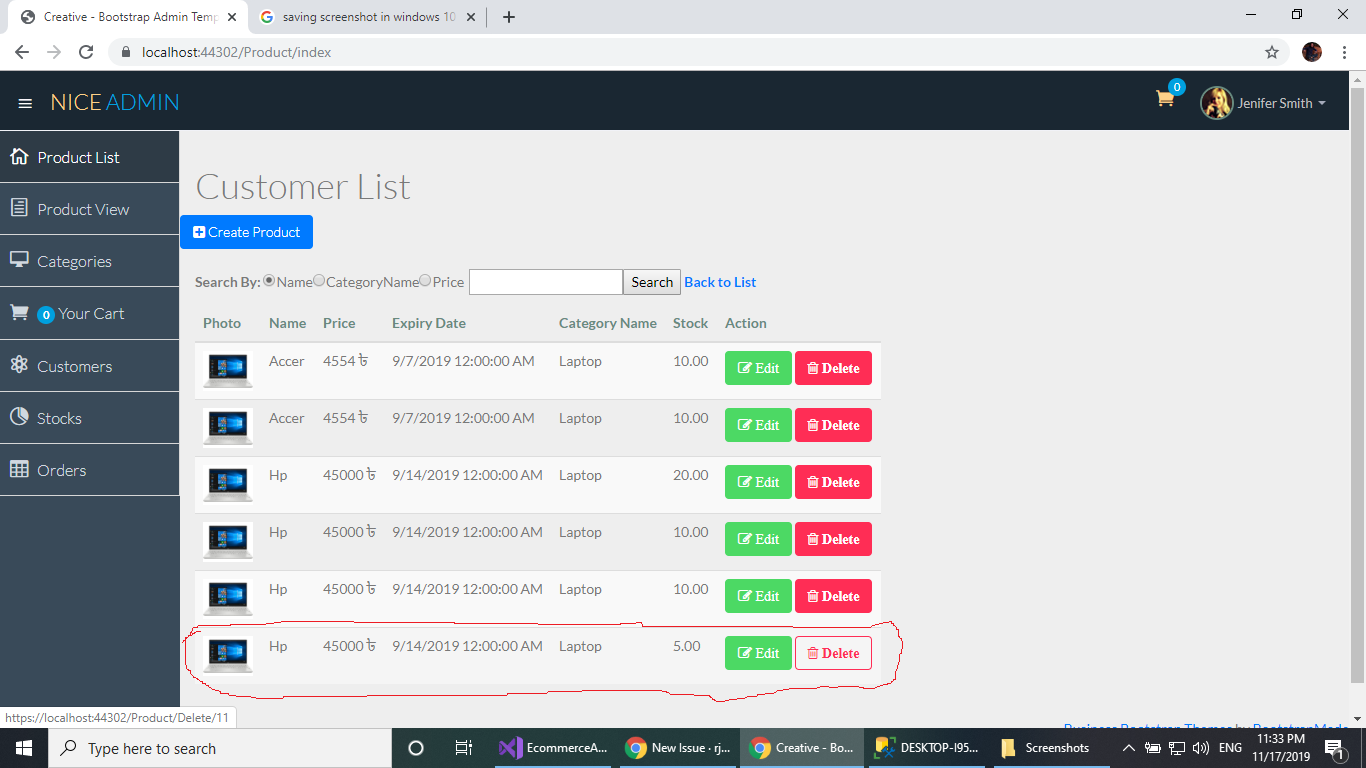 Creative - Bootstrap Admin Temp
saving screenshot in windows 10
localhost:44302/Product/index
NICE ADMIN
0
Jenifer Smith
Product List
Product View
Categories
0 Your Cart
Customers
Stocks
Orders
Customer List
Create Product
Search By: Name CategoryName Price Search Back to List
Photo Name Price Expiry Date Category Name Stock Action
Accer 4554 ৳ 9/7/2019 12:00:00 AM Laptop 10.00 Edit Delete
Accer 4554 ৳ 9/7/2019 12:00:00 AM Laptop 10.00 Edit Delete
Hp 45000 ৳ 9/14/2019 12:00:00 AM Laptop 20.00 Edit Delete
Hp 45000 ৳ 9/14/2019 12:00:00 AM Laptop 10.00 Edit Delete
Hp 45000 ৳ 9/14/2019 12:00:00 AM Laptop 10.00 Edit Delete
Hp 45000 ৳ 9/14/2019 12:00:00 AM Laptop 5.00 Edit Delete
https://localhost:44302/Product/Delete/11
Type here to search
EcommerceA...
New Issue · rj...
Creative - Bo...
DESKTOP-I95...
Screenshots
ENG
11:33 PM
11/17/2019
1